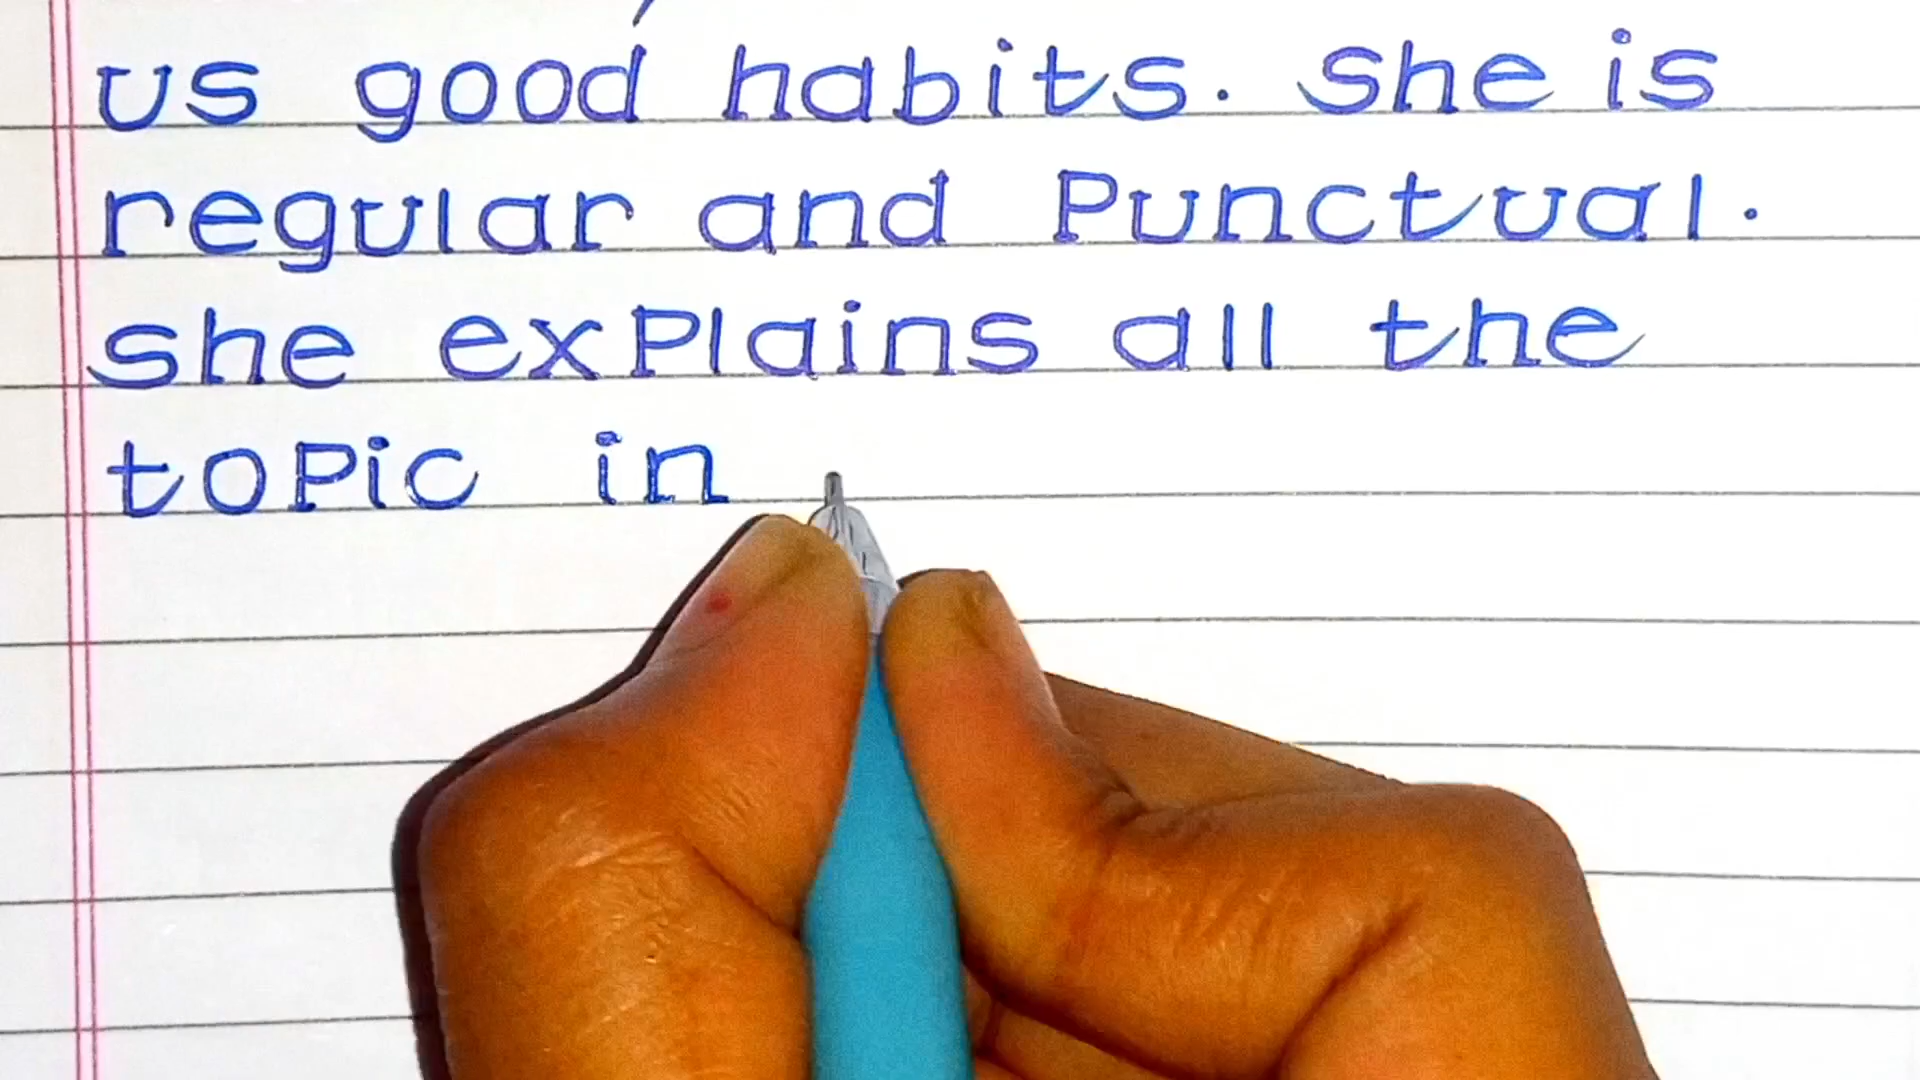 us good habits. she is
regular and Punctual.
she exPlains all the
toPic in